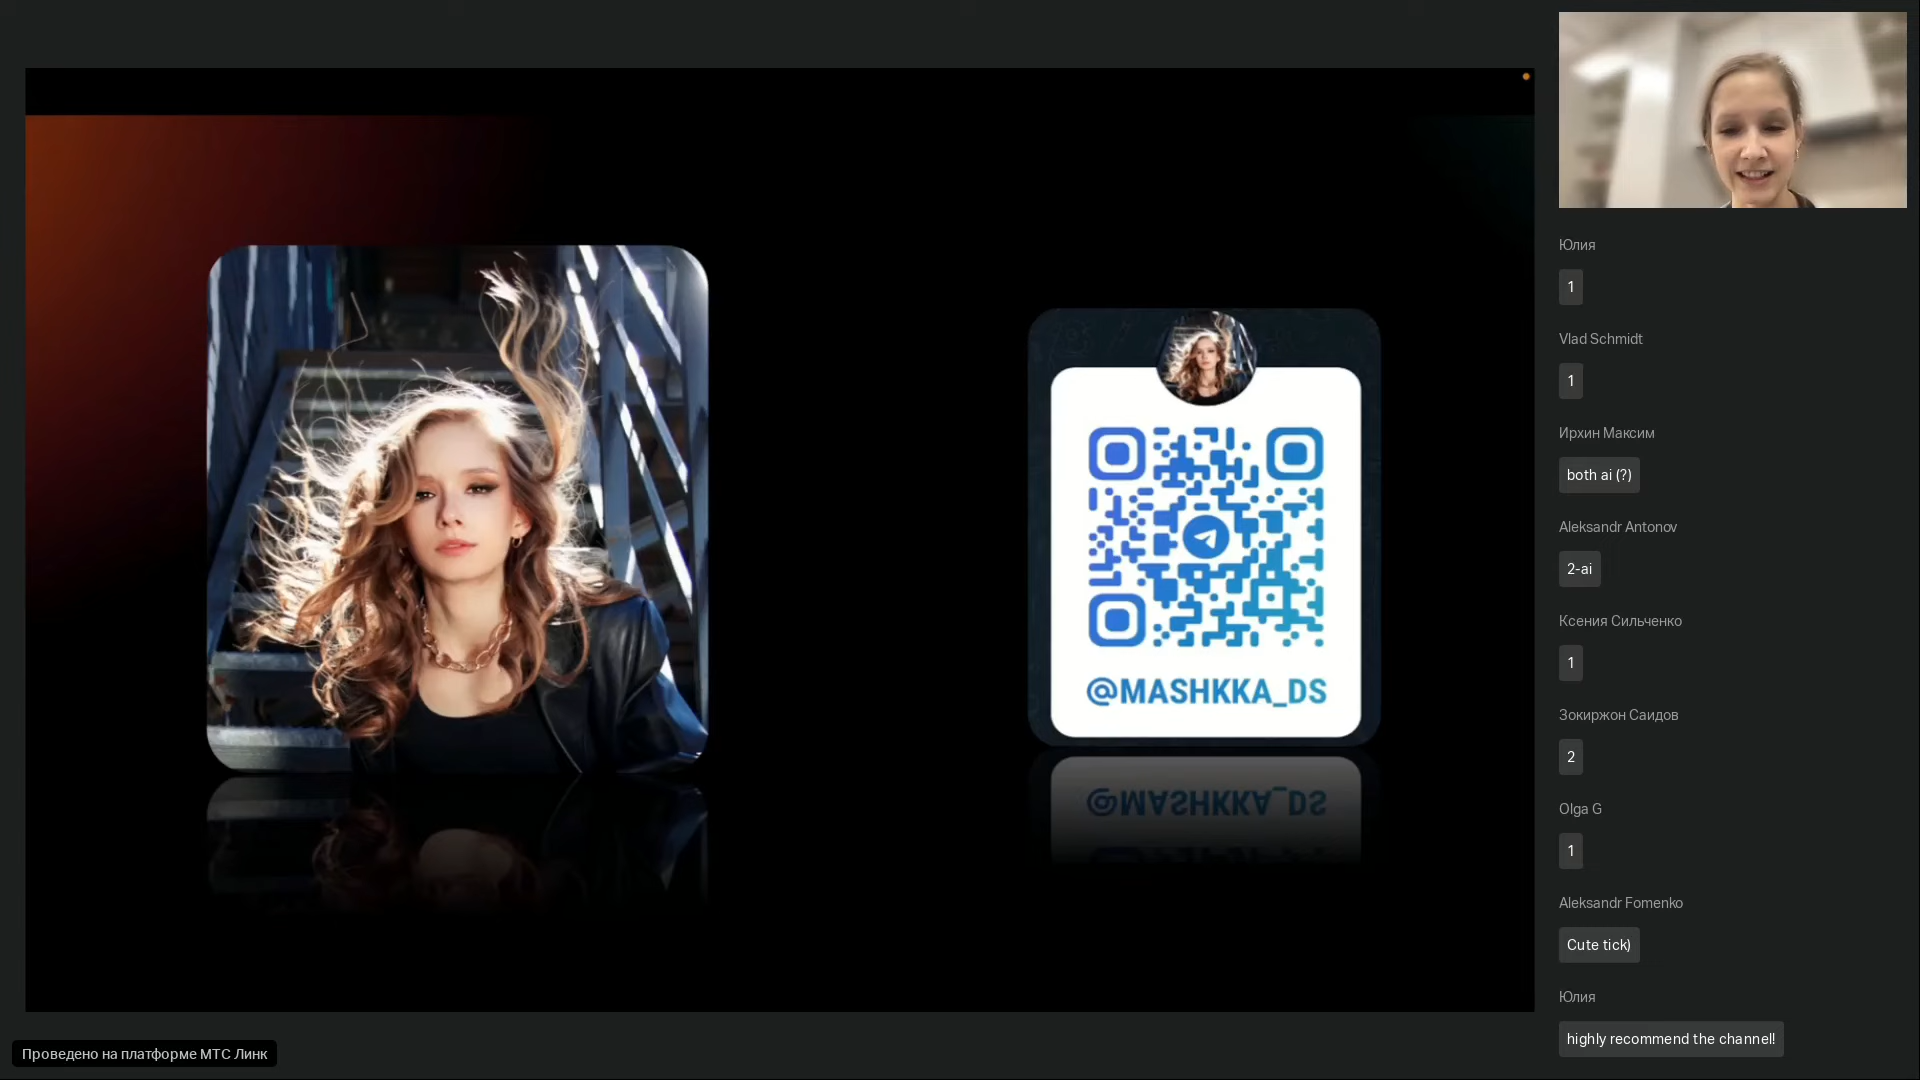 @MASHKKA_DS
@MASHKKA_DS
Юлия
1
Vlad Schmidt
1
Ирхин Максим
both ai (?)
Aleksandr Antonov
2-ai
Ксения Сильченко
1
Зокиржон Саидов
2
Olga G
1
Aleksandr Fomenko
Cute tick)
Юлия
highly recommend the channel!
Проведено на платформе МТС Линк